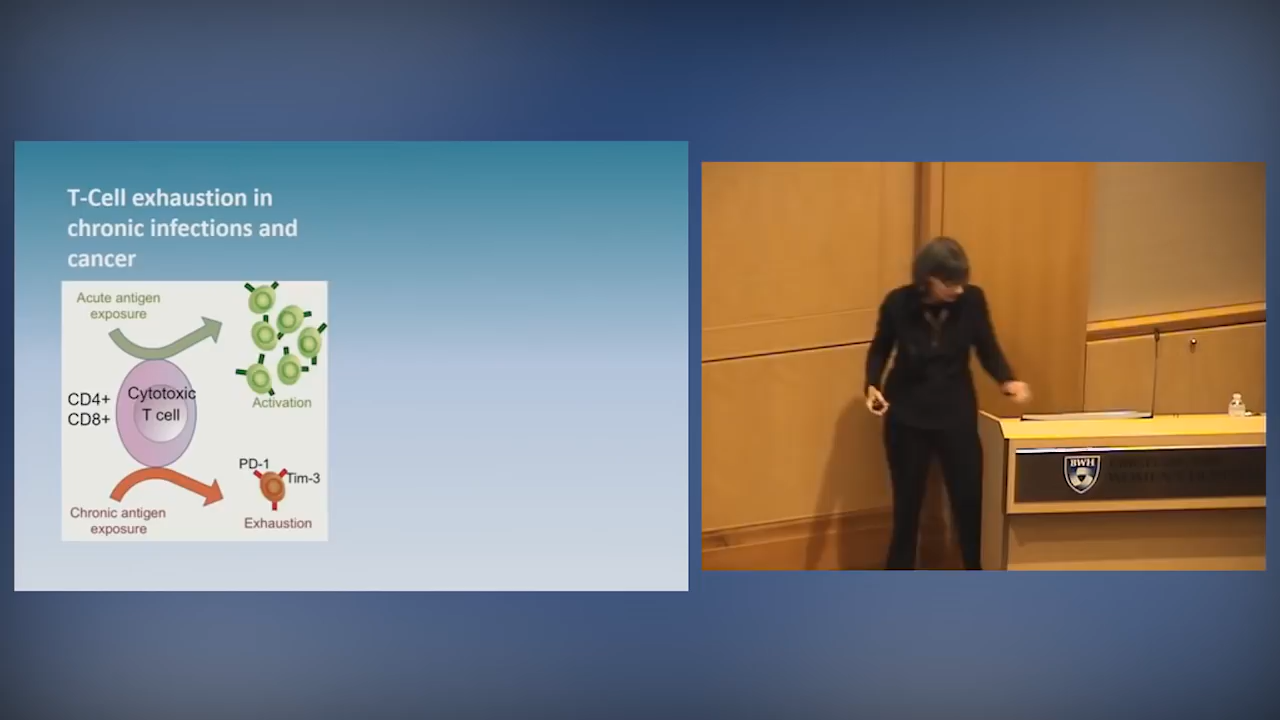 T-Cell exhaustion in
chronic infections and
cancer
Acute antigen
exposure
CD4+
CD8+
Cytotoxic
T cell
Activation
PD-1
Tim-3
Exhaustion
Chronic antigen
exposure
BWH